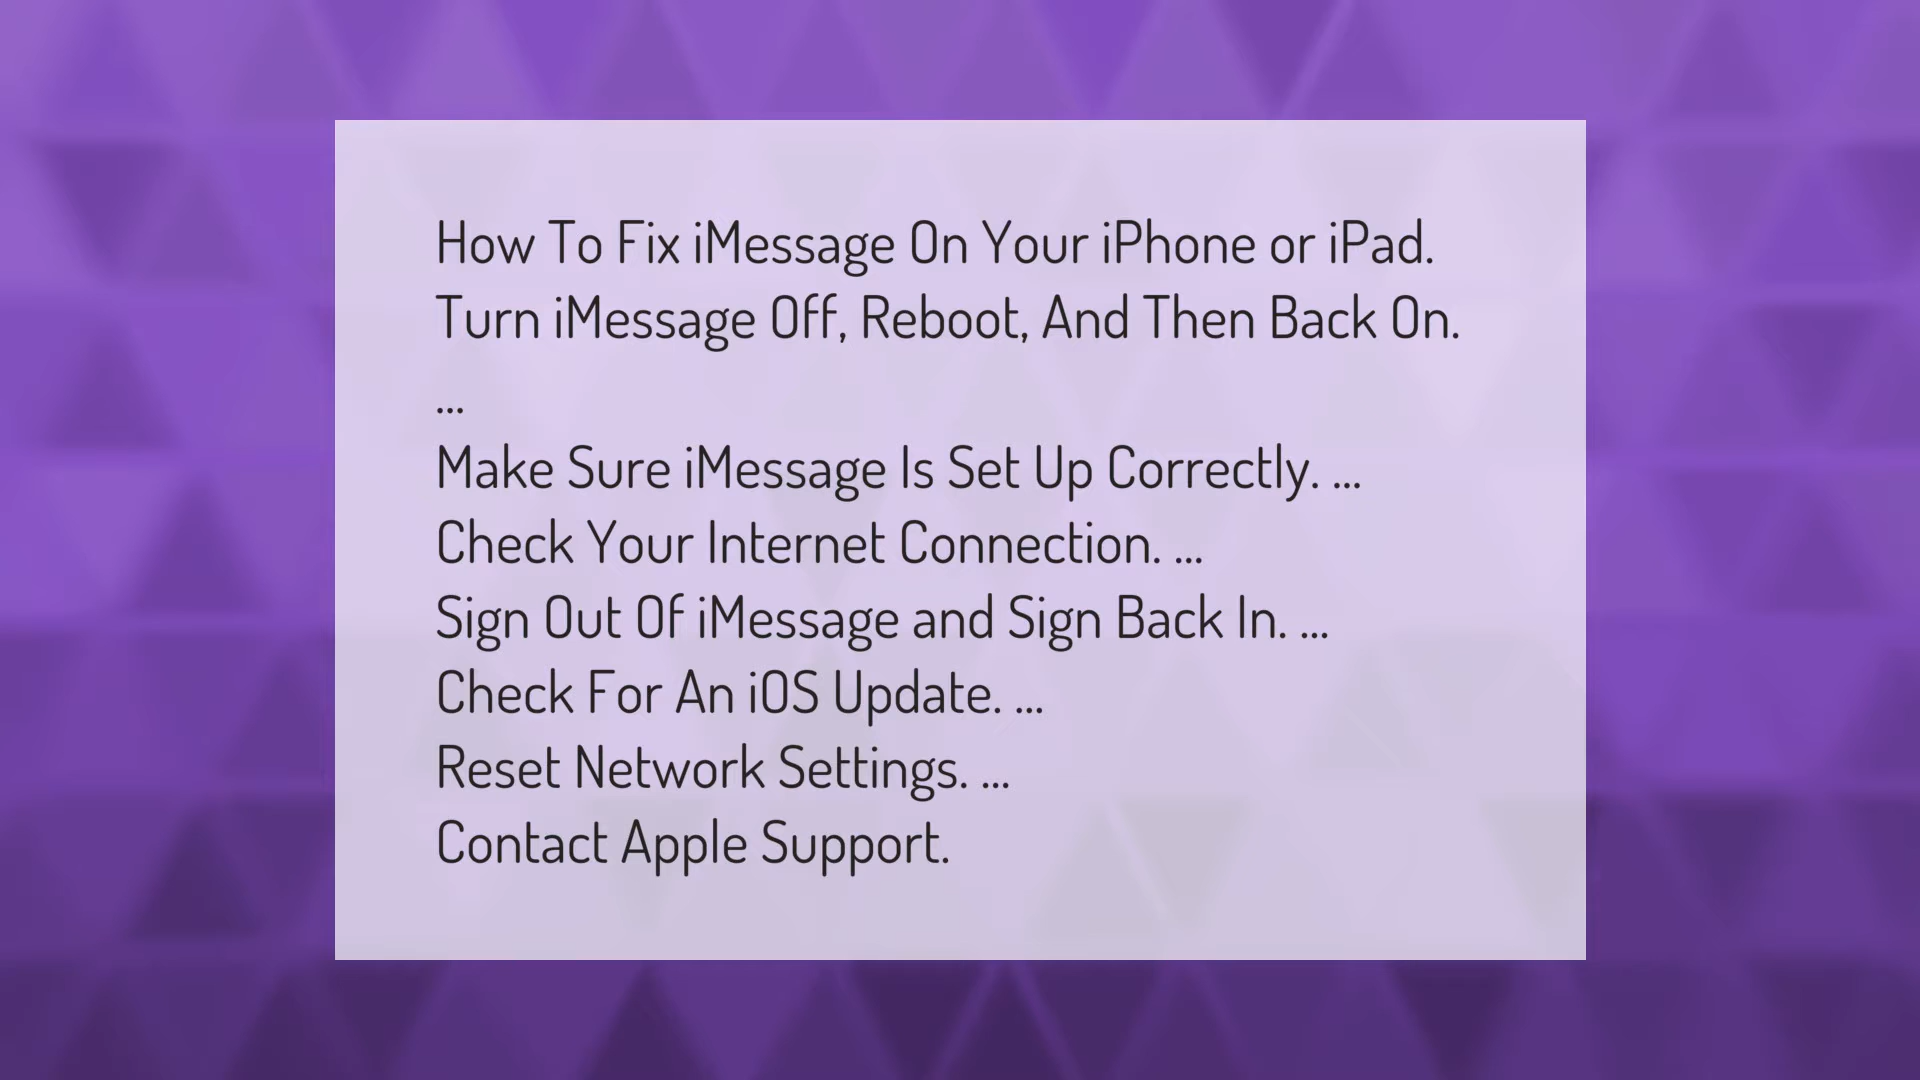 How To Fix iMessage On Your iPhone or iPad.
Turn iMessage Off, Reboot, And Then Back On.
...
Make Sure iMessage Is Set Up Correctly. ...
Check Your Internet Connection. ...
Sign Out Of iMessage and Sign Back In. ...
Check For An iOS Update. ...
Reset Network Settings. ...
Contact Apple Support.